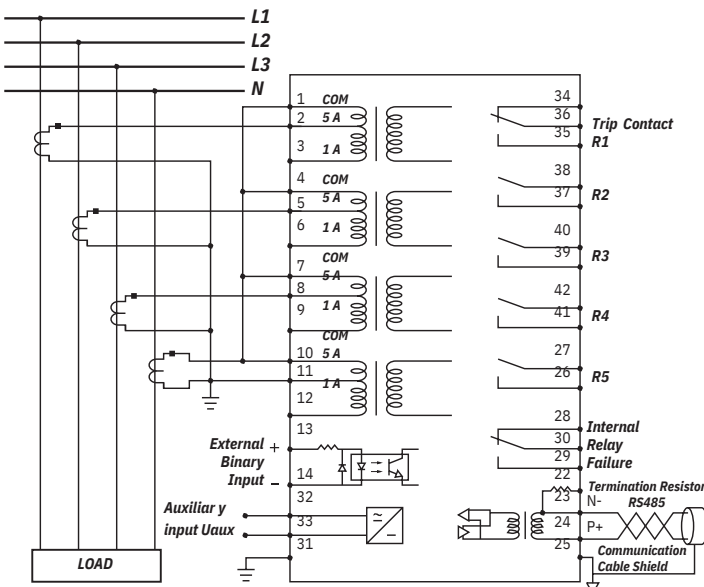 L1
L2
L3
N
1 COM
2 5 A
3 1 A
4 COM
5 5 A
6 1 A
7 COM
5 A
8
9 1 A
COM
10 5 A
11 1 A
12
13
External +
Binary
Input – 14
32
Auxiliar y
input Uaux 33
31
LOAD
34
36 Trip Contact
35 R1
38
37 R2
40
39 R3
42
41 R4
27
26 R5
28 Internal
30 Relay
29 Failure
22
Termination Resistor
23 N-
RS485
24 P+
25
Communication
Cable Shield